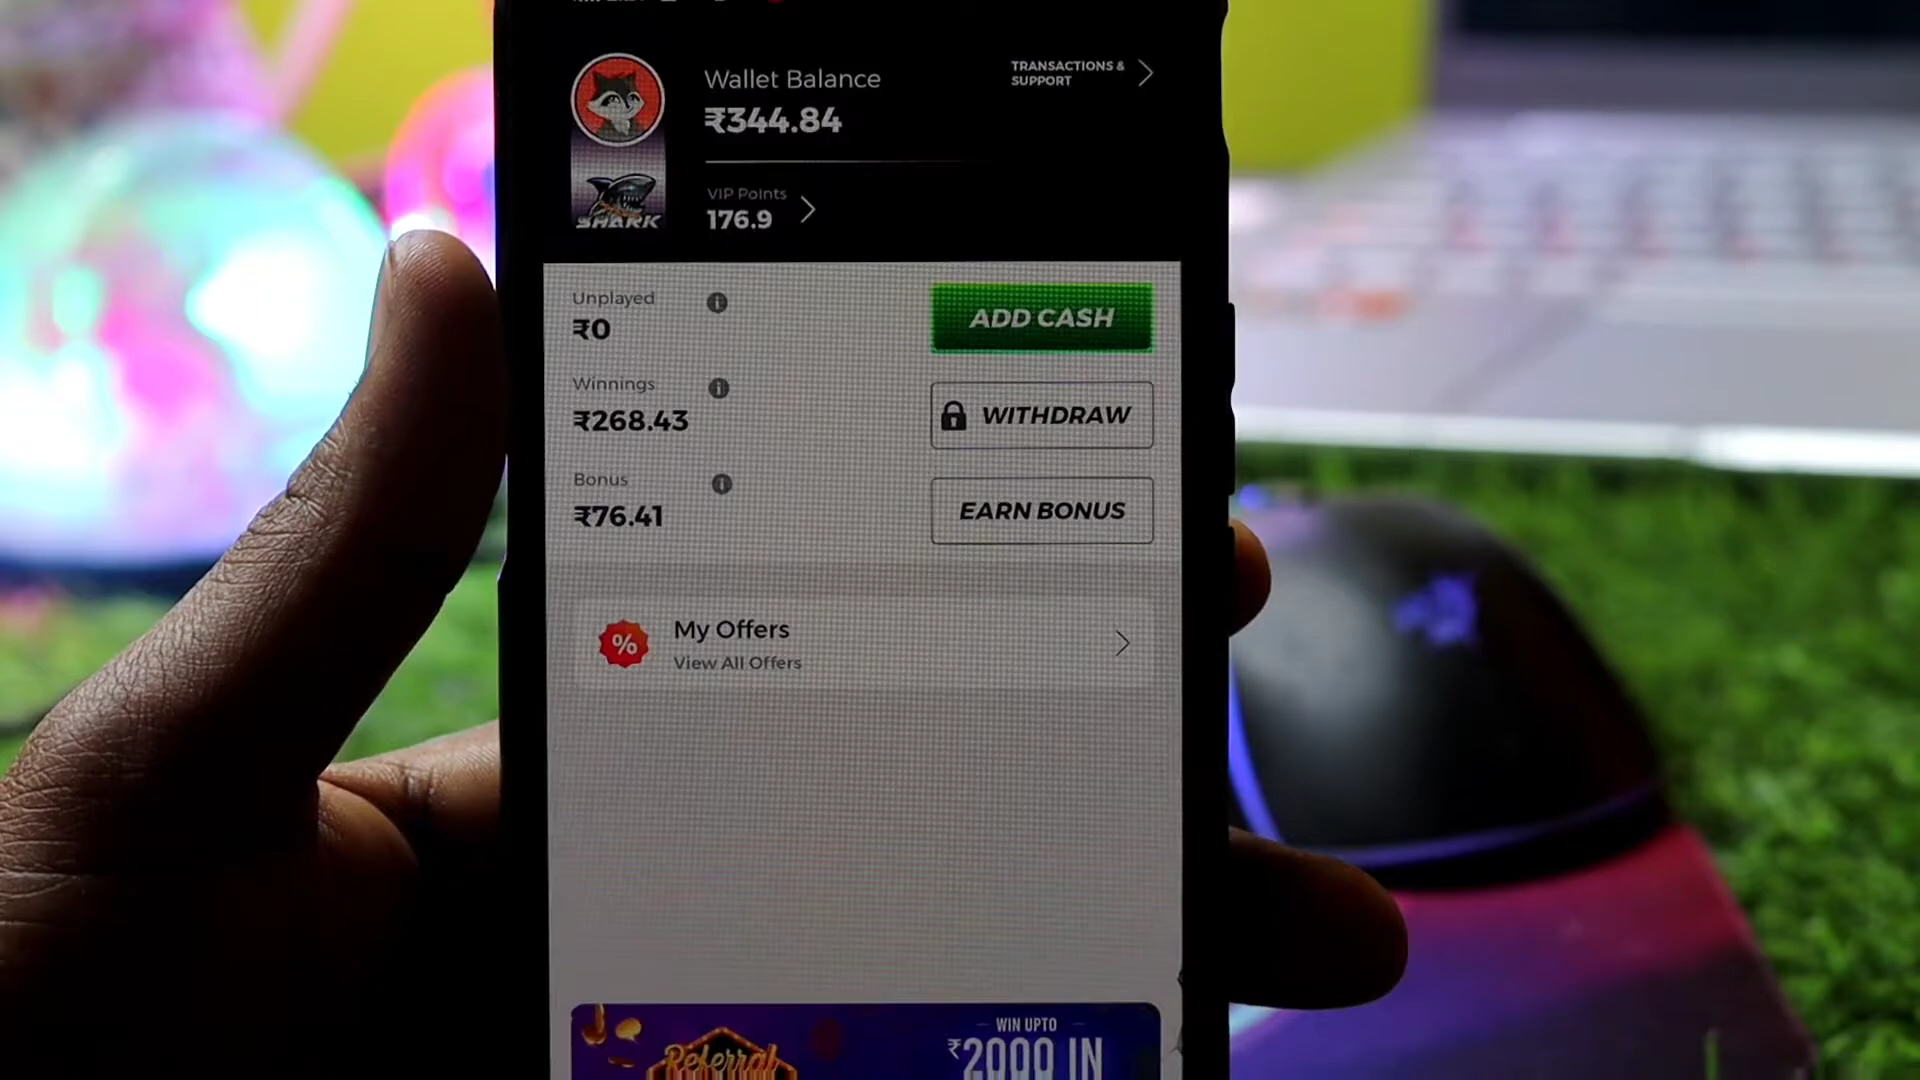 Wallet Balance
₹344.84
TRANSACTIONS &
SUPPORT
SHARK
VIP Points
176.9
Unplayed
₹0
ADD CASH
Winnings
₹268.43
WITHDRAW
Bonus
₹76.41
EARN BONUS
My Offers
View All Offers
Referral
WIN UPTO
₹2000 IN